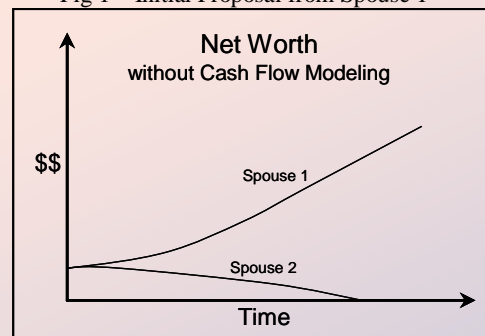 Fig 1 – Initial Proposal from Spouse 1
Net Worth
without Cash Flow Modeling
$$
Spouse 1
Spouse 2
Time